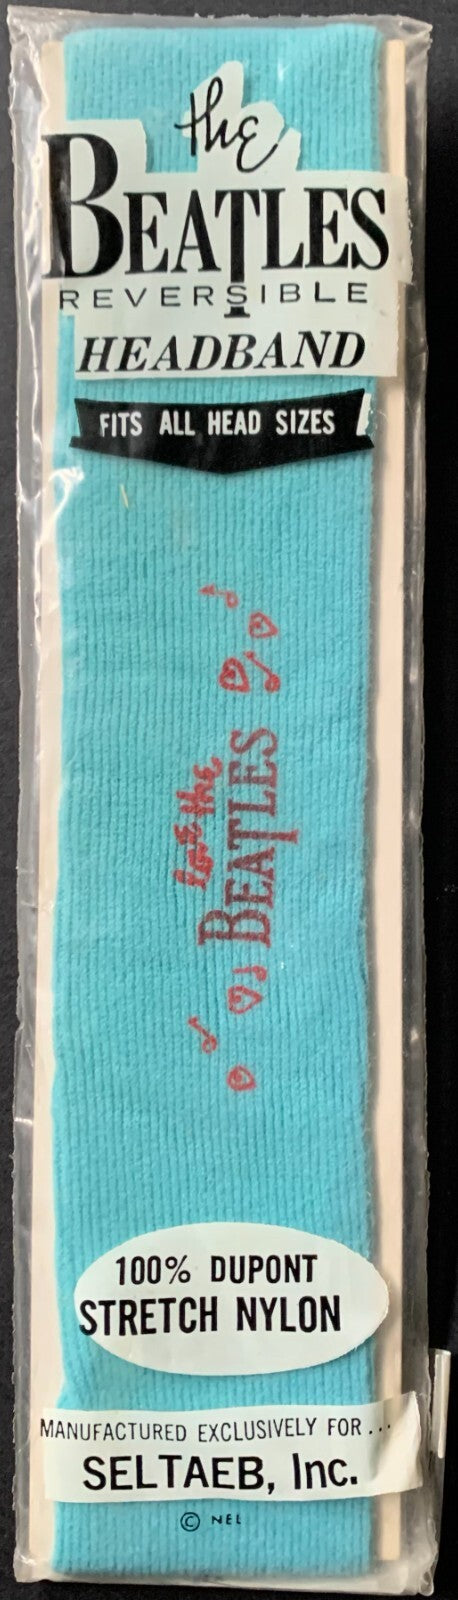 the
BEATLES
REVERSIBLE
HEADBAND
FITS ALL HEAD SIZES
love the
BEATLES
100% DUPONT
STRETCH NYLON
MANUFACTURED EXCLUSIVELY FOR...
SELTAEB, Inc.
© NEL